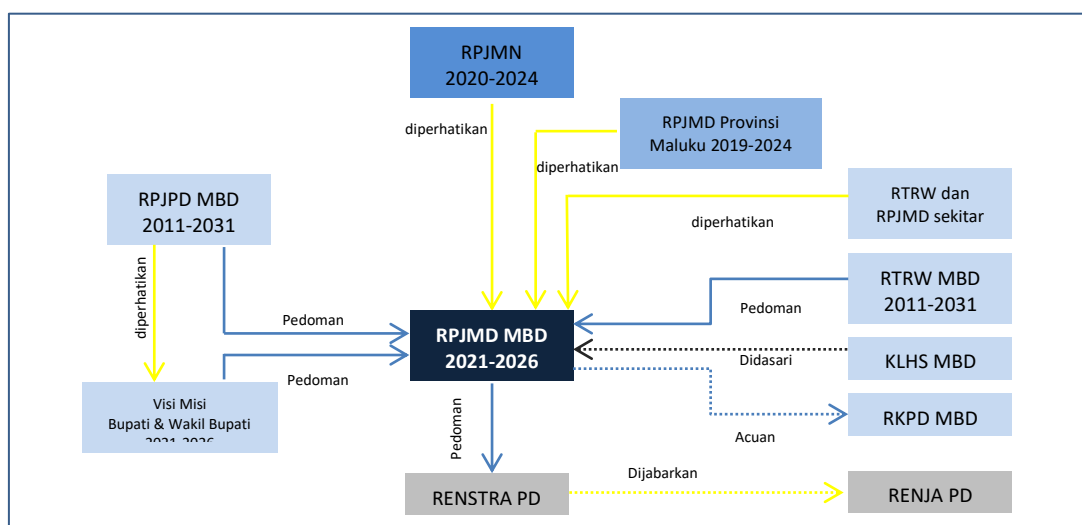 RPJMN
2020-2024
diperhatikan
RPJMD Provinsi
Maluku 2019-2024
diperhatikan
RPJPD MBD
2011-2031
RTRW dan
RPJMD sekitar
diperhatikan
diperhatikan
RTRW MBD
2011-2031
Pedoman
Pedoman
RPJMD MBD
2021-2026
Didasari
KLHS MBD
Pedoman
Visi Misi
Bupati & Wakil Bupati
2021-2026
RKPD MBD
Acuan
Pedoman
Dijabarkan
RENSTRA PD
RENJA PD